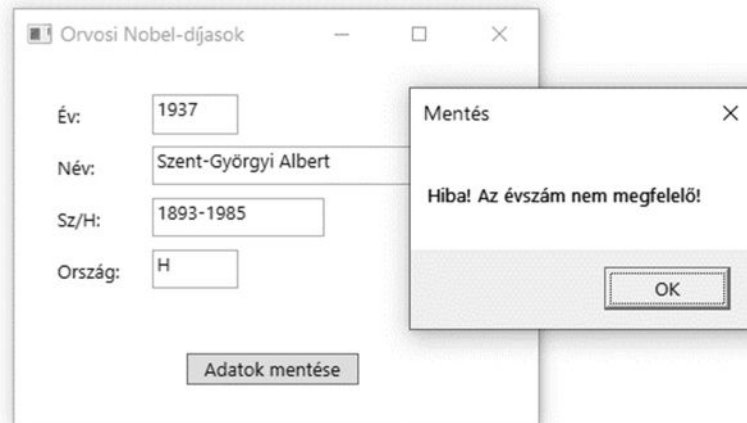 Orvosi Nobel-díjasok
Év: 1937
Név: Szent-Györgyi Albert
Sz/H: 1893-1985
Ország: H
Adatok mentése
Mentés
Hiba! Az évszám nem megfelelő!
OK